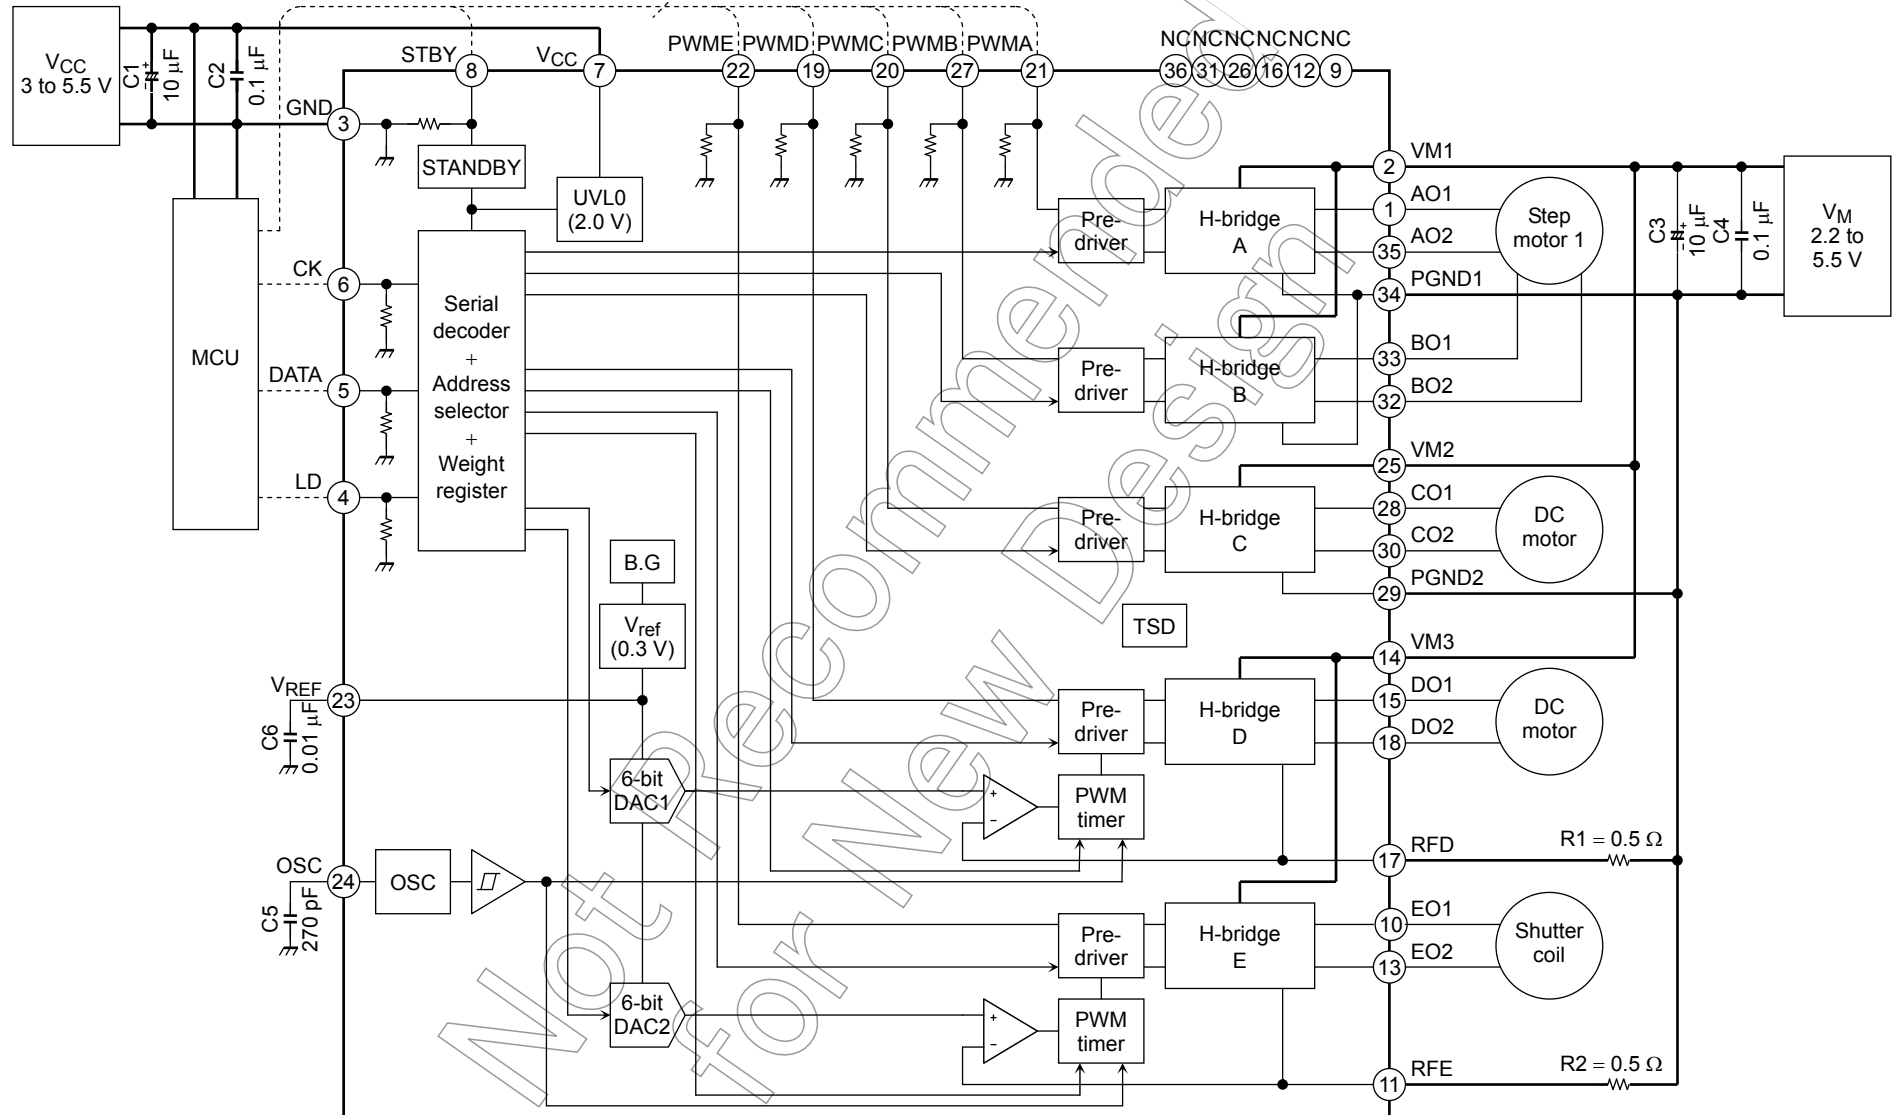 VCC
3 to 5.5 V
C1
+
10 μF
C2
0.1 μF
GND
3
STBY
8
VCC
7
PWME
22
PWMD
19
PWMC
20
PWMB
27
PWMA
21
NC
36
NC
31
NC
26
NC
16
NC
12
NC
9
STANDBY
UVL0
(2.0 V)
MCU
CK
6
DATA
5
LD
4
Serial
decoder
+
Address
selector
+
Weight
register
Pre-
driver
H-bridge
A
Pre-
driver
H-bridge
B
Pre-
driver
H-bridge
C
VM1
2
AO1
1
AO2
35
PGND1
34
BO1
33
BO2
32
VM2
25
CO1
28
CO2
30
PGND2
29
Step
motor 1
C3
+
10 μF
C4
0.1 μF
VM
2.2 to
5.5 V
DC
motor
B.G
Vref
(0.3 V)
TSD
VREF
23
C6
0.01 μF
VM3
14
DO1
15
DO2
18
DC
motor
Pre-
driver
H-bridge
D
6-bit
DAC1
+
−
PWM
timer
RFD
17
R1 = 0.5 Ω
OSC
24
C5
270 pF
OSC
Pre-
driver
H-bridge
E
EO1
10
EO2
13
Shutter
coil
6-bit
DAC2
+
−
PWM
timer
RFE
11
R2 = 0.5 Ω
Not Recommended
for New Design